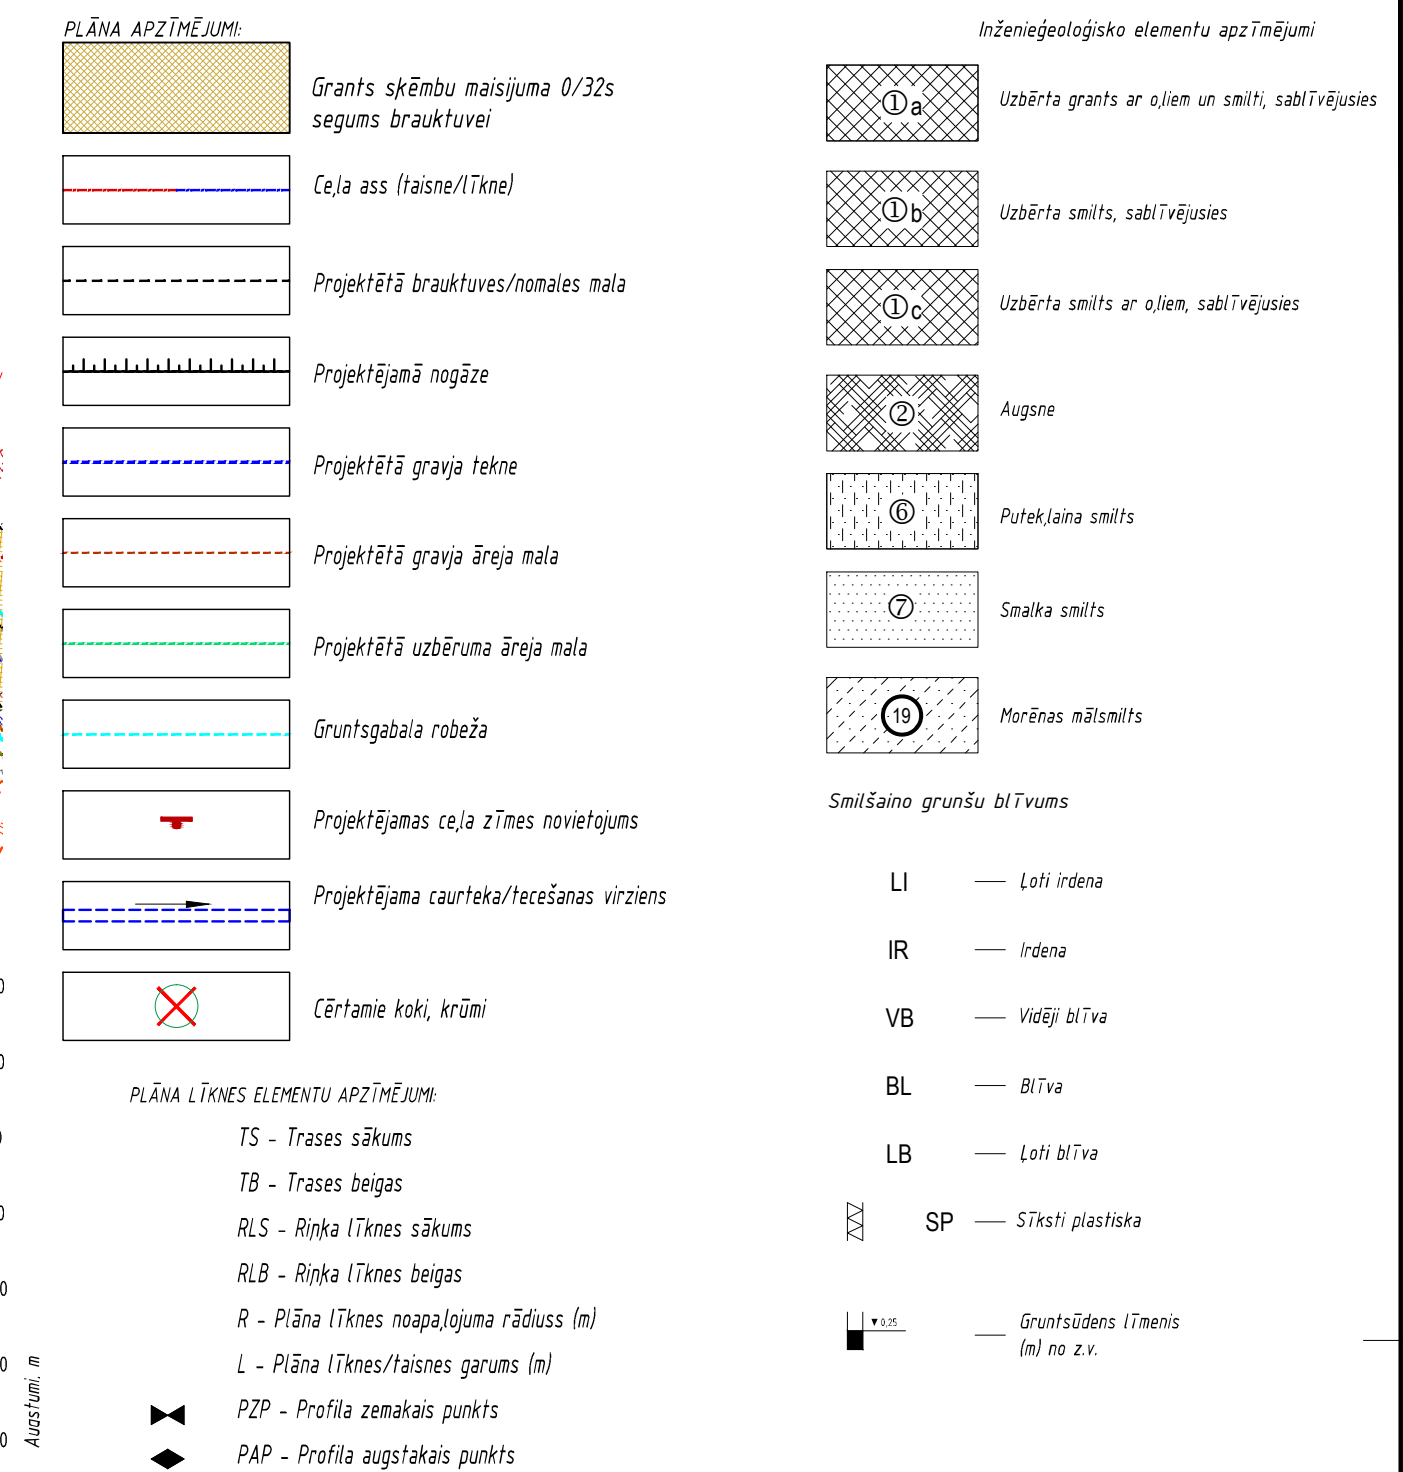 PLĀNA APZĪMĒJUMI:
Grants šķēmbu maisijuma 0/32s
segums brauktuvei
Ceļa ass (taisne/līkne)
Projektētā brauktuves/nomales mala
Projektējamā nogāze
Projektētā gravja tekne
Projektētā gravja āreja mala
Projektētā uzbēruma āreja mala
Gruntsgabala robeža
Projektējamas ceļa zīmes novietojums
Projektējama caurteka/tecešanas virziens
Cērtamie koki, krūmi
PLĀNA LĪKNES ELEMENTU APZĪMĒJUMI:
TS - Trases sākums
TB - Trases beigas
RLS - Riņķa līknes sākums
RLB - Riņķa līknes beigas
R - Plāna līknes noapaļojuma rādiuss (m)
L - Plāna līknes/taisnes garums (m)
PZP - Profila zemakais punkts
PAP - Profila augstakais punkts
Augstumi. m
Inženieģeoloģisko elementu apzīmējumi
①a Uzbērta grants ar oļiem un smilti, sablīvējusies
①b Uzbērta smilts, sablīvējusies
①c Uzbērta smilts ar oļiem, sablīvējusies
② Augsne
⑥ Putekļaina smilts
⑦ Smalka smilts
19 Morēnas mālsmilts
Smilšaino grunšu blīvums
LI — Ļoti irdena
IR — Irdena
VB — Vidēji blīva
BL — Blīva
LB — Ļoti blīva
SP — Sīksti plastiska
▼0,25 — Gruntsūdens līmenis
(m) no z.v.